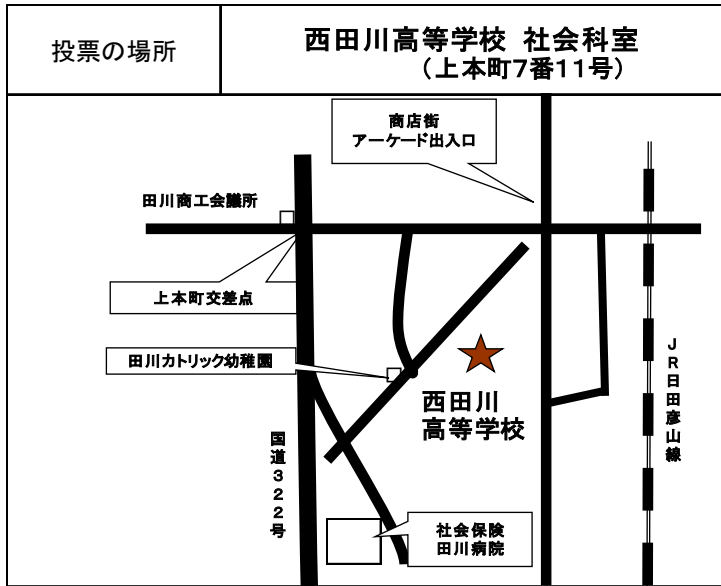 投票の場所
西田川高等学校 社会科室
（上本町7番11号）
商店街
アーケード出入口
田川商工会議所
上本町交差点
田川カトリック幼稚園
西田川
高等学校
JR日田彦山線
国道322号
社会保険
田川病院